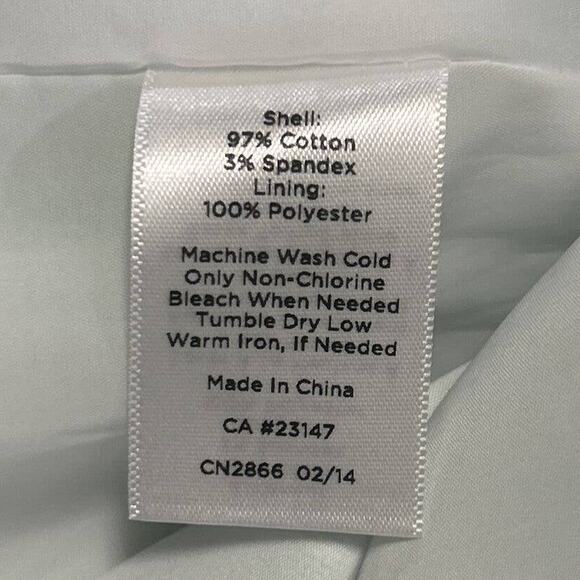 Shell:
97% Cotton
3% Spandex
Lining:
100% Polyester
Machine Wash Cold
Only Non-Chlorine
Bleach When Needed
Tumble Dry Low
Warm Iron, If Needed
Made In China
CA #23147
CN2866 02/14